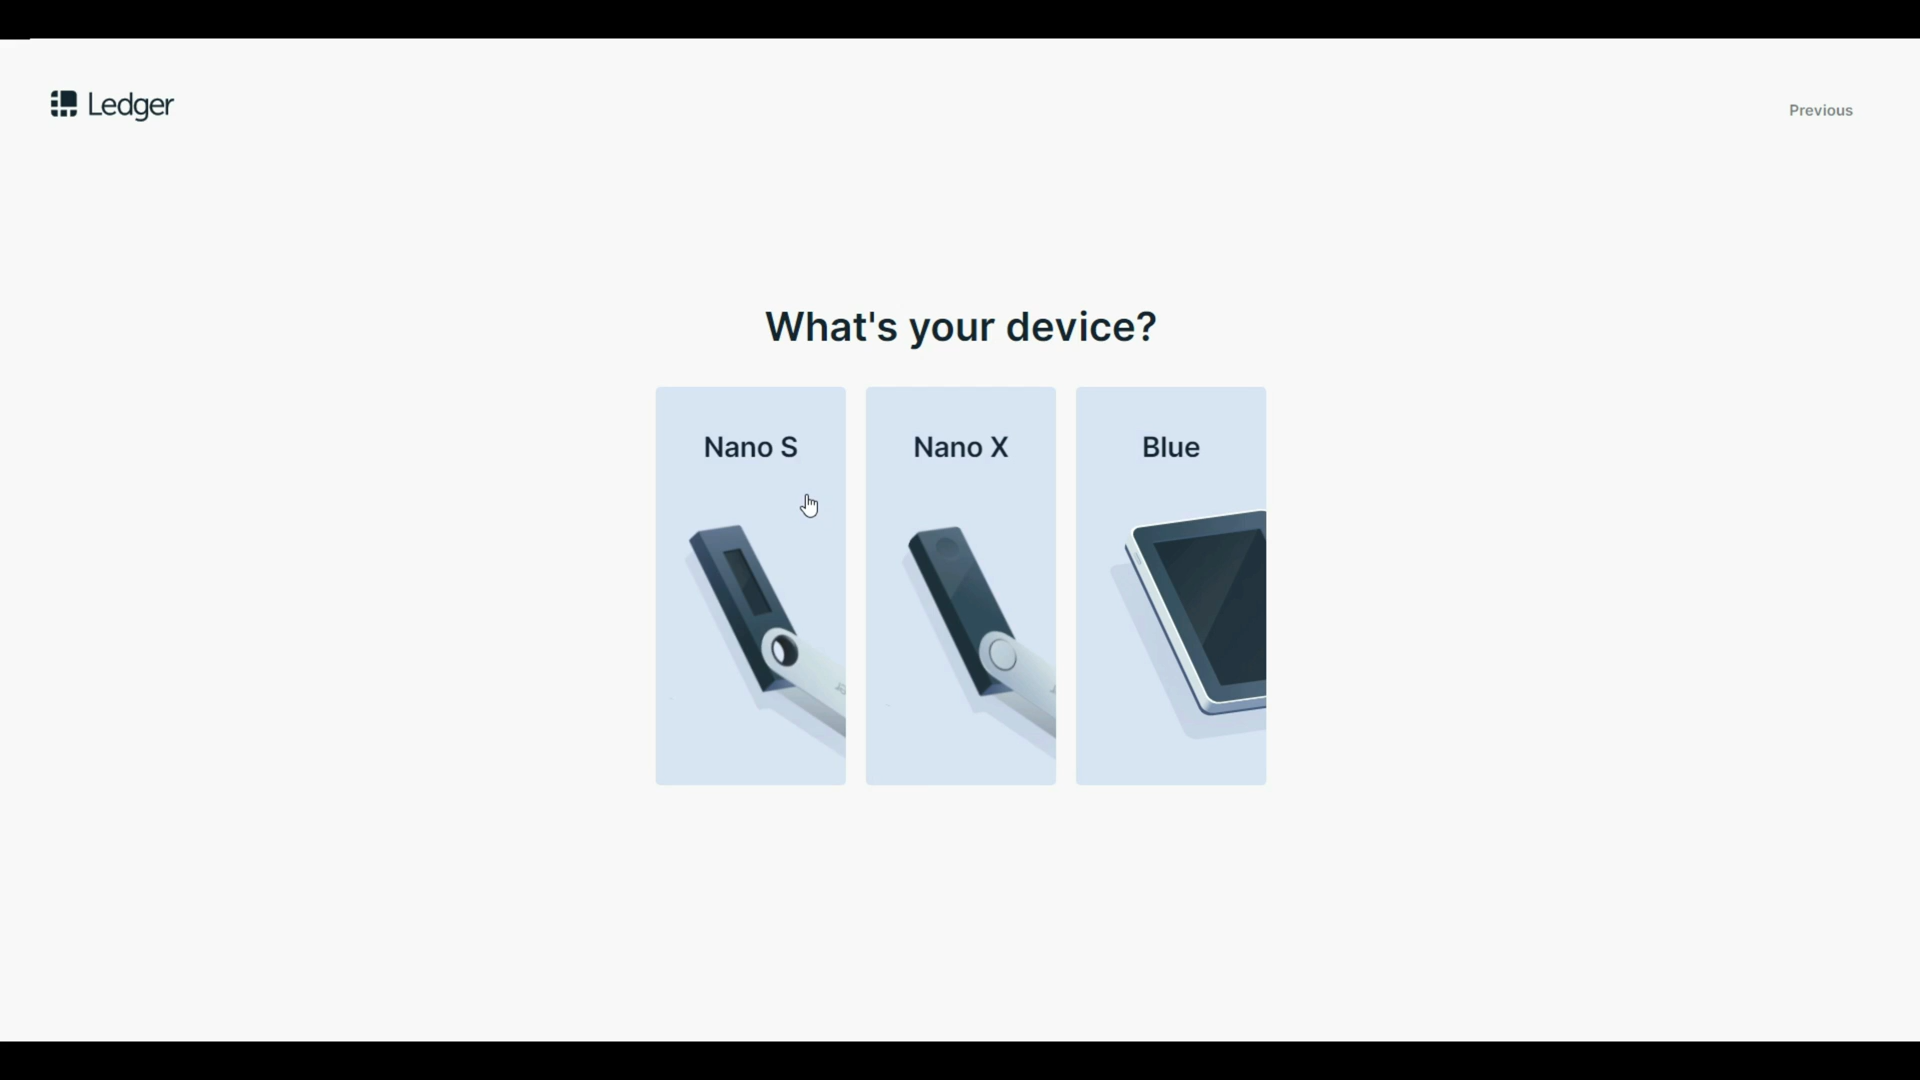 Ledger
Previous
What's your device?
Nano S
Nano X
Blue